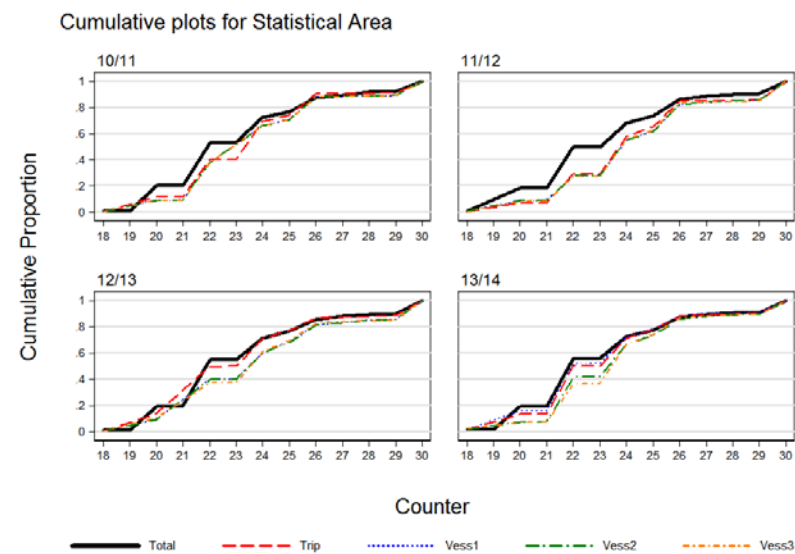 Cumulative plots for Statistical Area
10/11
11/12
1
.8
.6
.4
.2
0
18 19 20 21 22 23 24 25 26 27 28 29 30
18 19 20 21 22 23 24 25 26 27 28 29 30
12/13
13/14
1
.8
.6
.4
.2
0
18 19 20 21 22 23 24 25 26 27 28 29 30
18 19 20 21 22 23 24 25 26 27 28 29 30
Cumulative Proportion
Counter
Total Trip Vess1 Vess2 Vess3